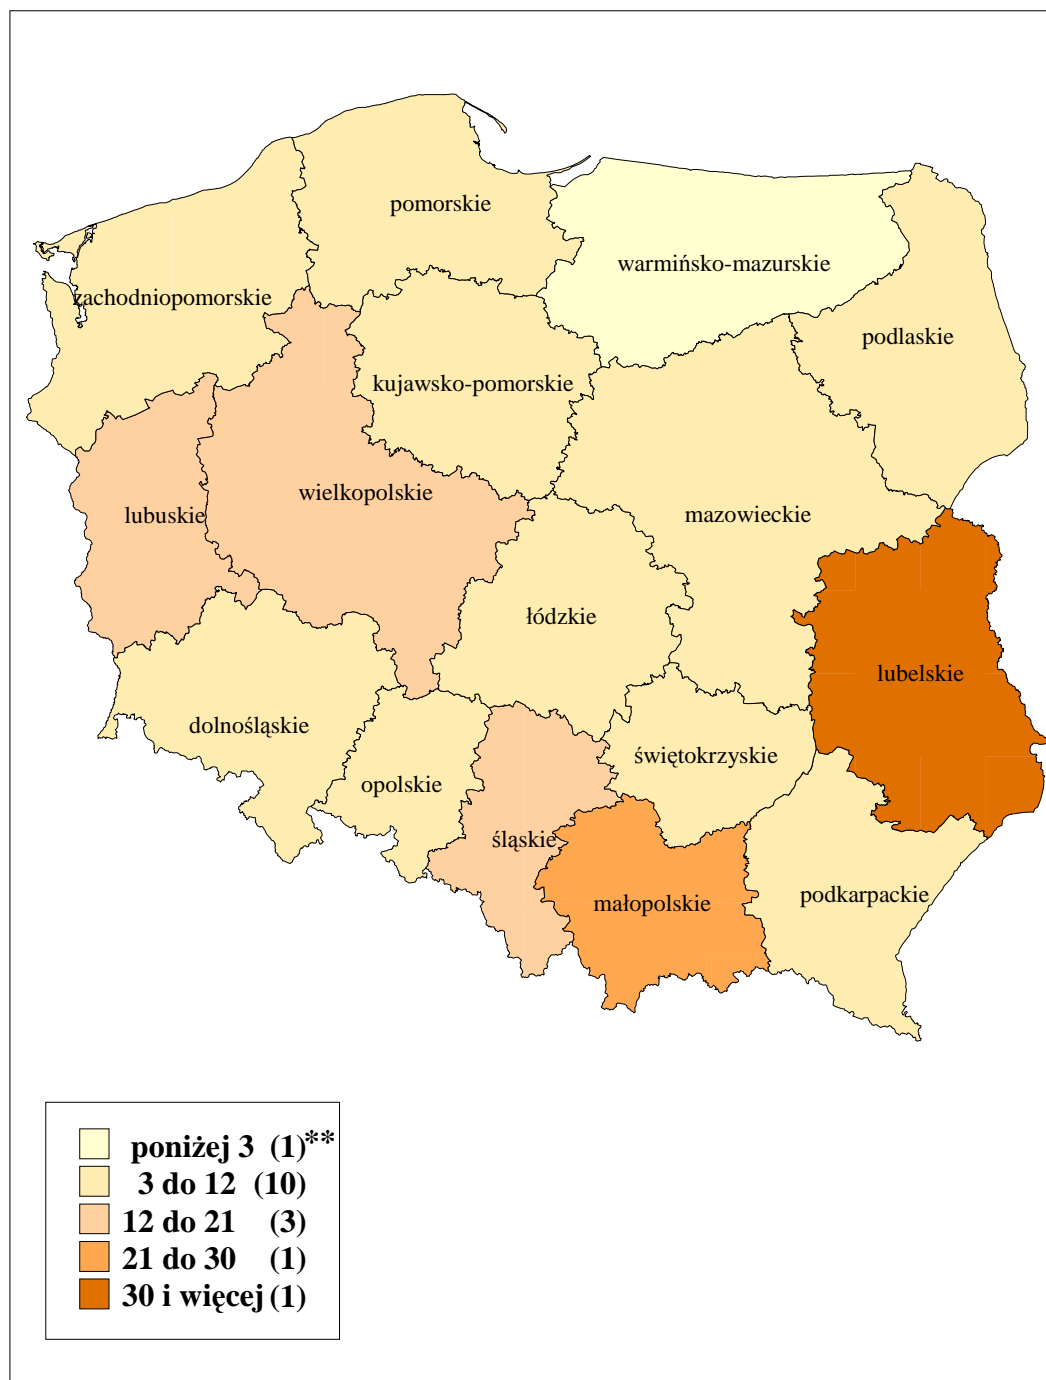 pomorskie
warmińsko-mazurskie
zachodniopomorskie
podlaskie
kujawsko-pomorskie
wielkopolskie
lubuskie
mazowieckie
łódzkie
lubelskie
dolnośląskie
świętokrzyskie
opolskie
śląskie
podkarpackie
małopolskie
poniżej 3 (1)**
3 do 12 (10)
12 do 21 (3)
21 do 30 (1)
30 i więcej (1)